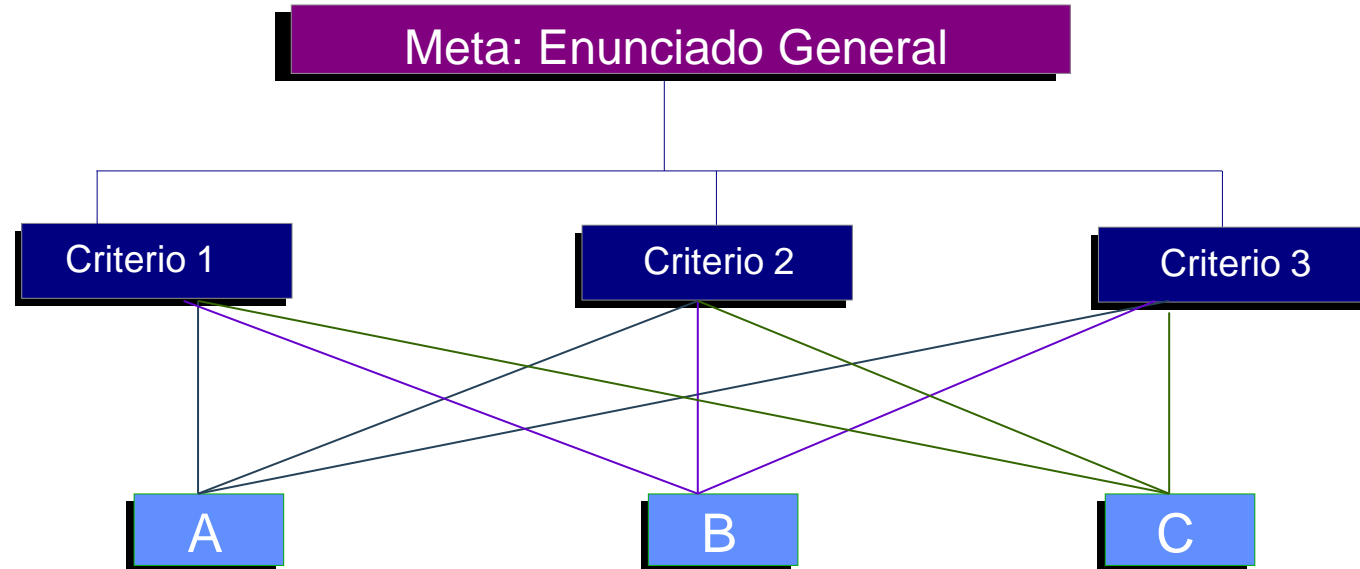 Meta: Enunciado General
Criterio 1
Criterio 2
Criterio 3
A
B
C